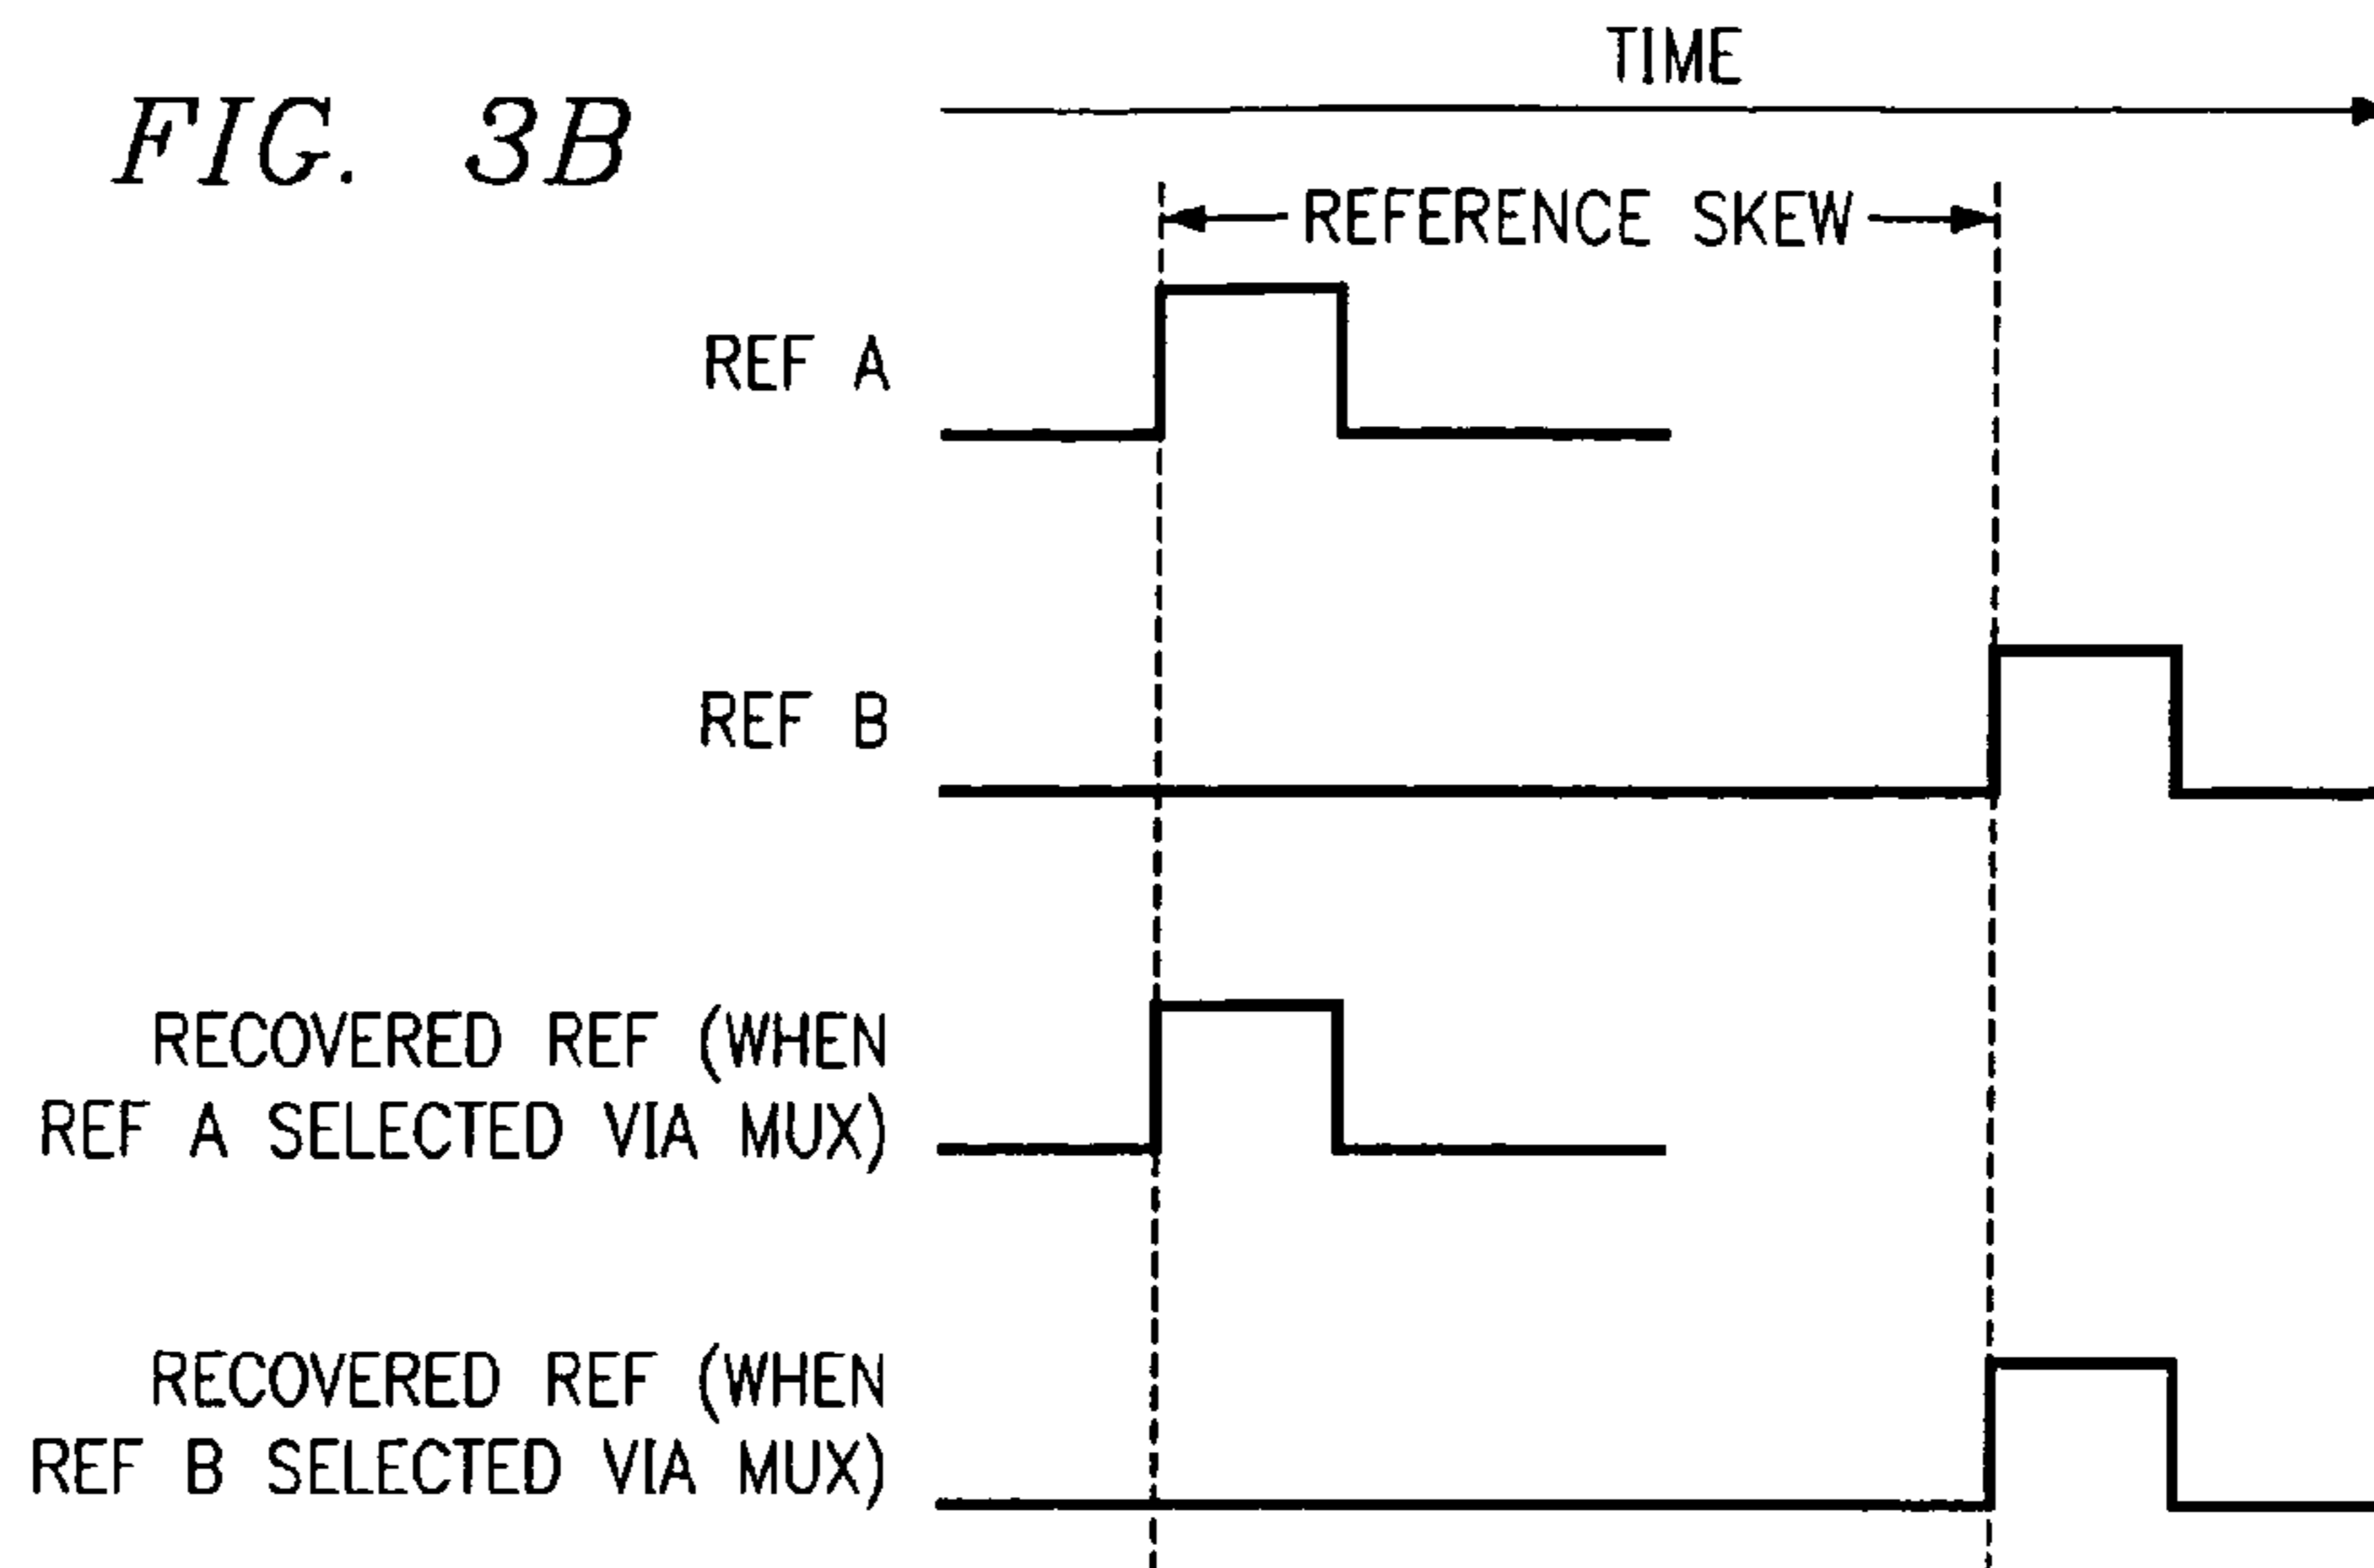 FIG. 3B
TIME
REFERENCE SKEW
REF A
REF B
RECOVERED REF (WHEN
REF A SELECTED VIA MUX)
RECOVERED REF (WHEN
REF B SELECTED VIA MUX)